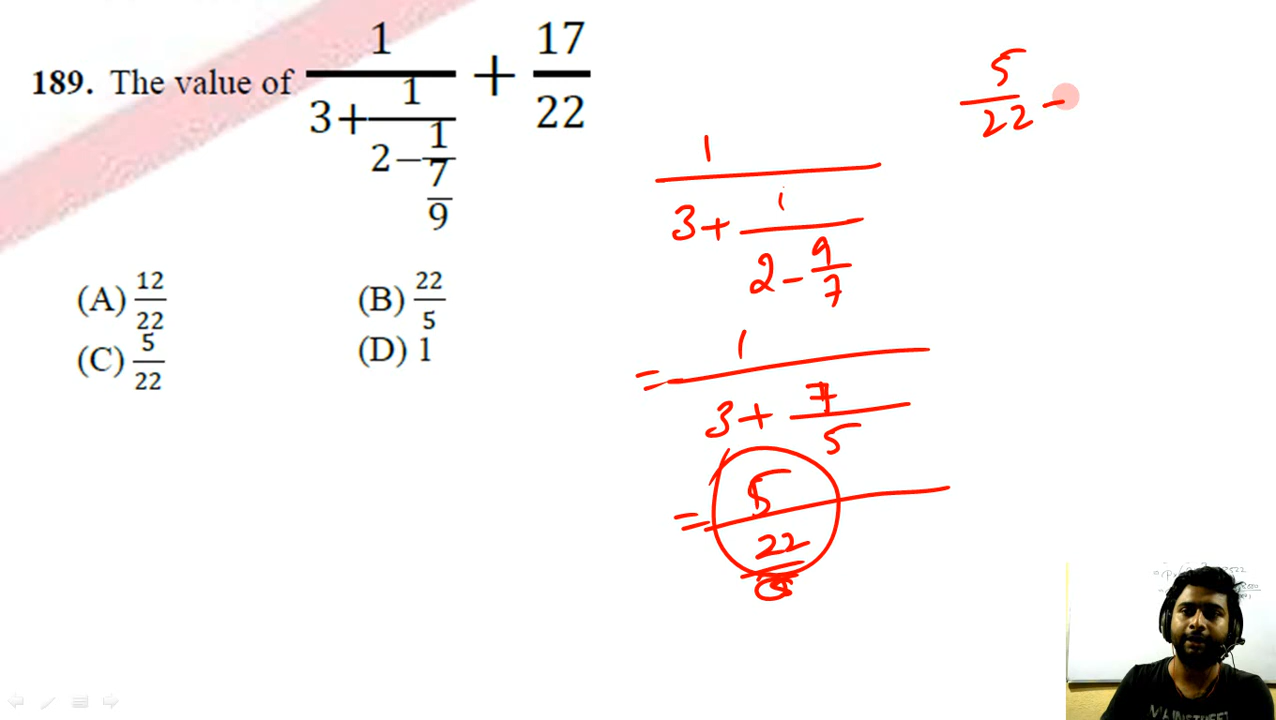 189. The value of 1/(3+1/(2−1/(7/9))) + 17/22
(A) 12/22 (B) 22/5
(C) 5/22 (D) 1
1/(3+1/(2−9/7))
= 1/(3+7/5)
= 5/22
5/22 −